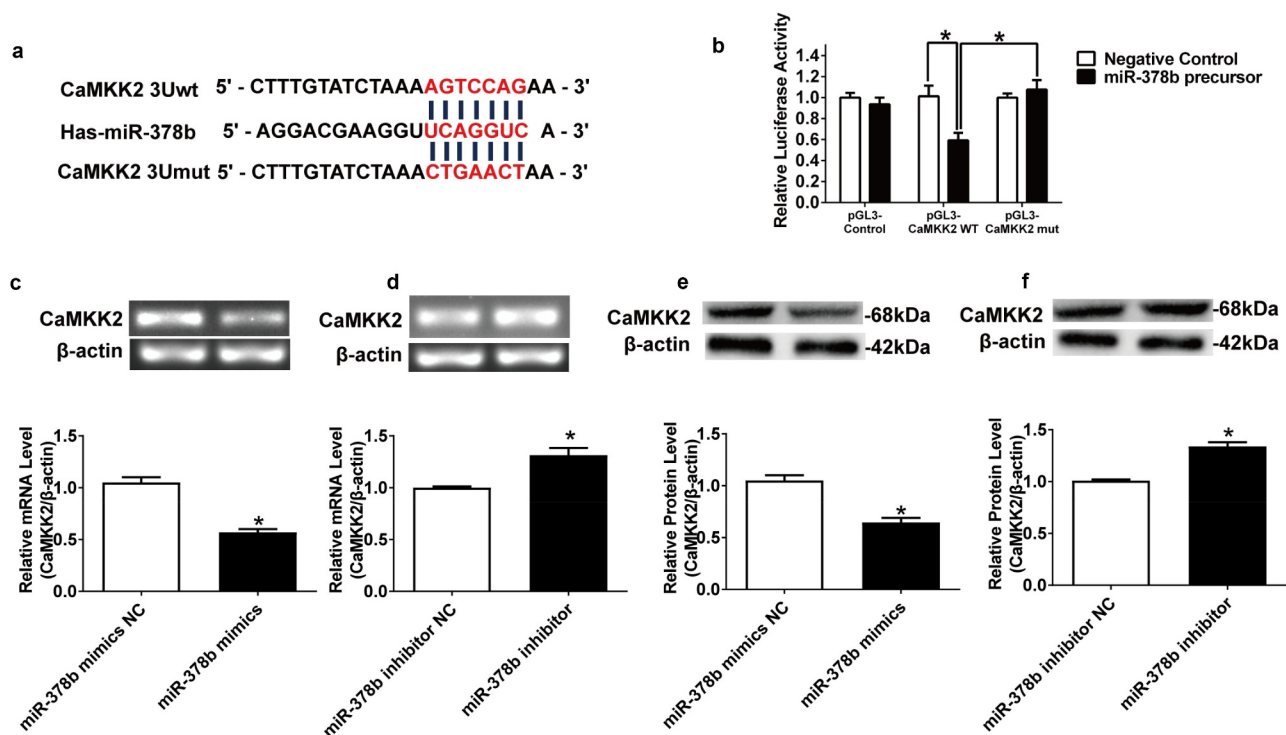 a
CaMKK2 3Uwt 5' - CTTTGTATCTAAAAGTCCAGAA - 3'
Has-miR-378b 5' - AGGACGAAGGUUCAGGUC A - 3'
CaMKK2 3Umut 5' - CTTTGTATCTAAACTGAACTAA - 3'
b
Relative Luciferase Activity
1.4
1.2
1.0
0.8
0.6
0.4
0.2
0.0
* *
Negative Control
miR-378b precursor
pGL3-
Control
pGL3-
CaMKK2 WT
pGL3-
CaMKK2 mut
c
CaMKK2
β-actin
Relative mRNA Level
(CaMKK2/β-actin)
1.5
1.0
0.5
0.0
*
miR-378b mimics NC
miR-378b mimics
d
CaMKK2
β-actin
Relative mRNA Level
(CaMKK2/β-actin)
1.5
1.0
0.5
0.0
*
miR-378b inhibitor NC
miR-378b inhibitor
e
CaMKK2 -68kDa
β-actin -42kDa
Relative Protein Level
(CaMKK2/β-actin)
1.5
1.0
0.5
0.0
*
miR-378b mimics NC
miR-378b mimics
f
CaMKK2 -68kDa
β-actin -42kDa
Relative Protein Level
(CaMKK2/β-actin)
1.5
1.0
0.5
0.0
*
miR-378b inhibitor NC
miR-378b inhibitor